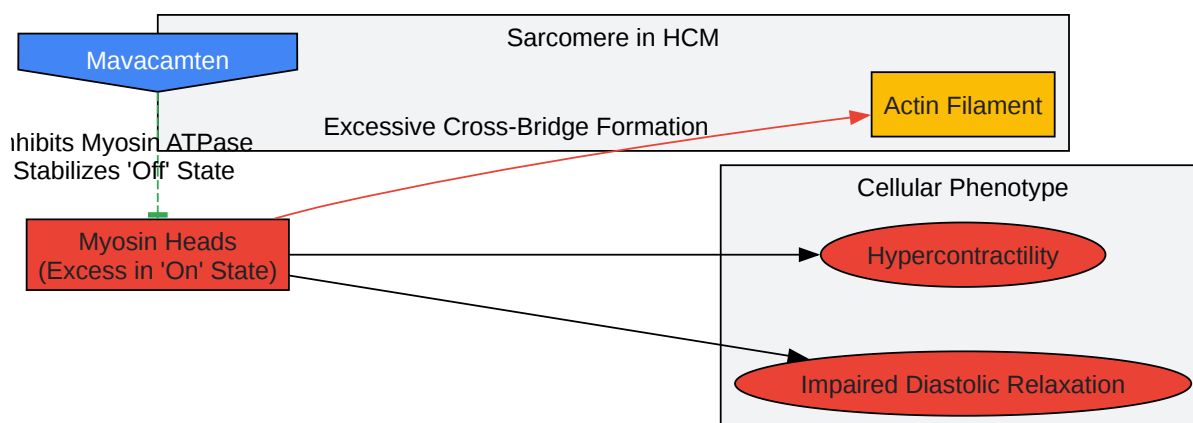 Sarcomere in HCM
Mavacamten
Actin Filament
Excessive Cross-Bridge Formation
nhibits Myosin ATPase
Stabilizes 'Off' State
Cellular Phenotype
Myosin Heads
(Excess in 'On' State)
Hypercontractility
Impaired Diastolic Relaxation